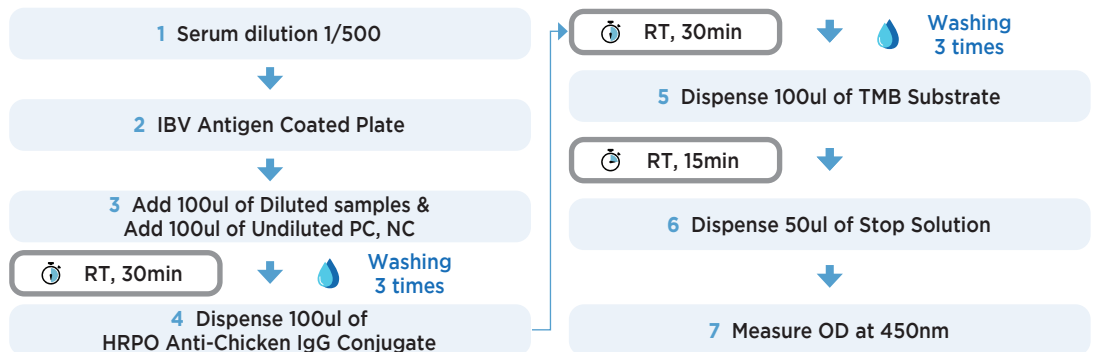 1 Serum dilution 1/500
2 IBV Antigen Coated Plate
3 Add 100ul of Diluted samples &
Add 100ul of Undiluted PC, NC
RT, 30min
Washing
3 times
4 Dispense 100ul of
HRPO Anti-Chicken IgG Conjugate
RT, 30min
Washing
3 times
5 Dispense 100ul of TMB Substrate
RT, 15min
6 Dispense 50ul of Stop Solution
7 Measure OD at 450nm